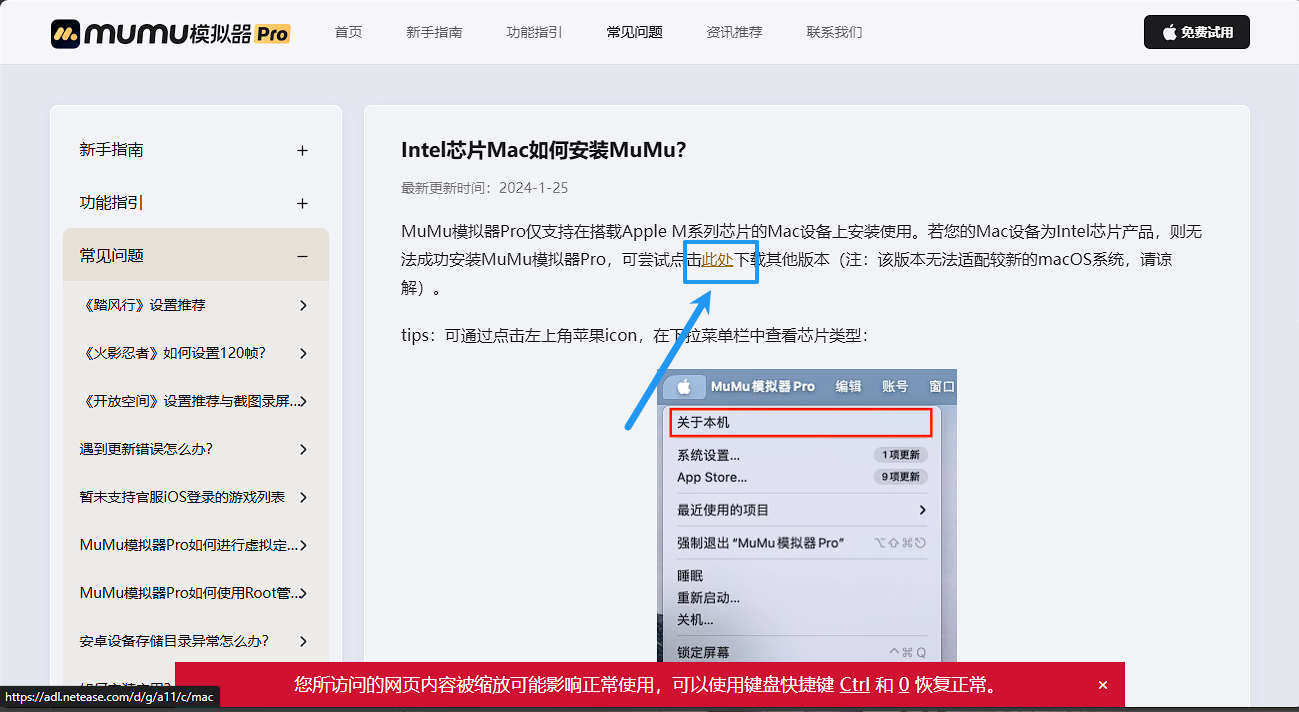 mumu模拟器 Pro
首页 新手指南 功能指引 常见问题 资讯推荐 联系我们
免费试用
新手指南 +
功能指引 +
常见问题 −
《踏风行》设置推荐
《火影忍者》如何设置120帧?
《开放空间》设置推荐与截图录屏...
遇到更新错误怎么办?
暂未支持官服iOS登录的游戏列表
MuMu模拟器Pro如何进行虚拟定...
MuMu模拟器Pro如何使用Root管...
安卓设备存储目录异常怎么办?
Intel芯片Mac如何安装MuMu?
最新更新时间：2024-1-25
MuMu模拟器Pro仅支持在搭载Apple M系列芯片的Mac设备上安装使用。若您的Mac设备为Intel芯片产品，则无
法成功安装MuMu模拟器Pro，可尝试点击此处下载其他版本（注：该版本无法适配较新的macOS系统，请谅
解）。
tips：可通过点击左上角苹果icon，在下拉菜单栏中查看芯片类型：
MuMu模拟器Pro 编辑 账号 窗口
关于本机
系统设置... 1项更新
App Store... 9项更新
最近使用的项目
强制退出“MuMu模拟器Pro” ⌥⇧⌘⎋
睡眠
重新启动...
关机...
锁定屏幕 ^⌘Q
您所访问的网页内容被缩放可能影响正常使用，可以使用键盘快捷键 Ctrl 和 0 恢复正常。 ×
https://adl.netease.com/d/g/a11/c/mac